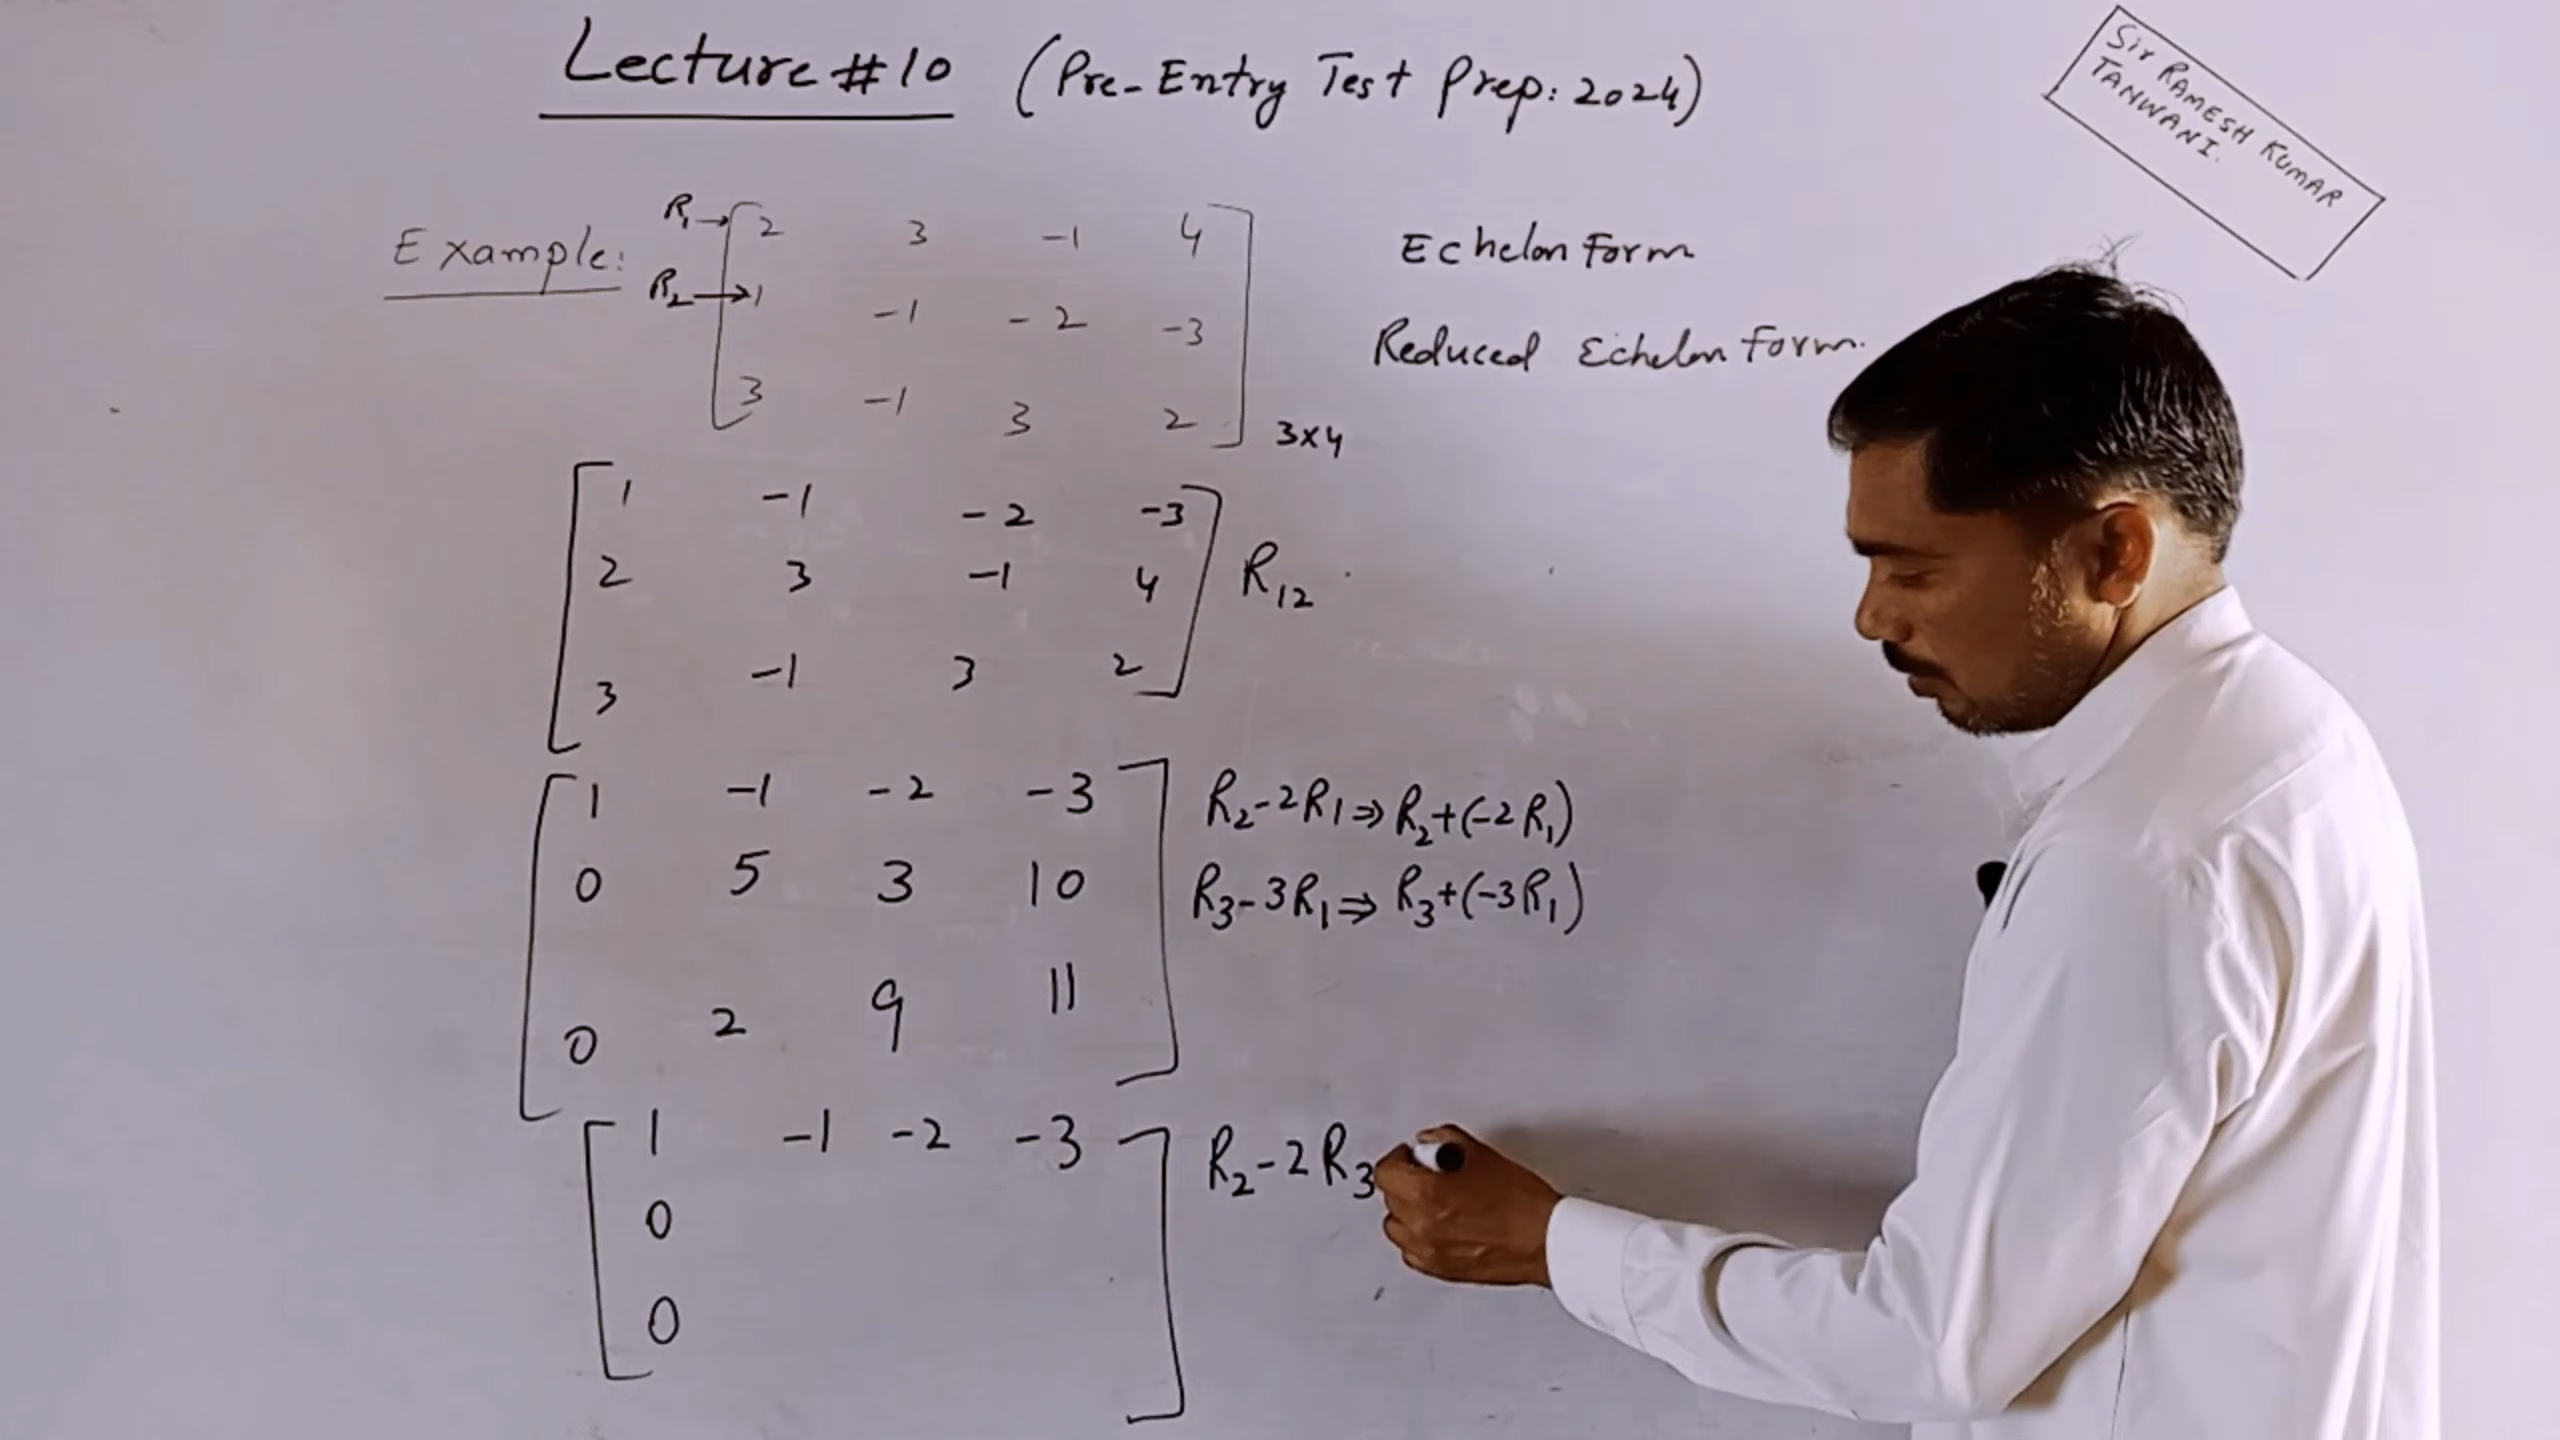 Lecture #10 (Pre-Entry Test Prep: 2024)
Sir RAMESH KUMAR
TANWANI.
Example:
R1→ 2 3 -1 4
R2→ 1 -1 -2 -3
3 -1 3 2
3x4
Echelon Form
Reduced Echelon Form.
1 -1 -2 -3
2 3 -1 4 R12
3 -1 3 2
1 -1 -2 -3 R2-2R1⇒R2+(-2R1)
0 5 3 10 R3-3R1⇒R3+(-3R1)
0 2 9 11
1 -1 -2 -3 R2-2R3
0
0